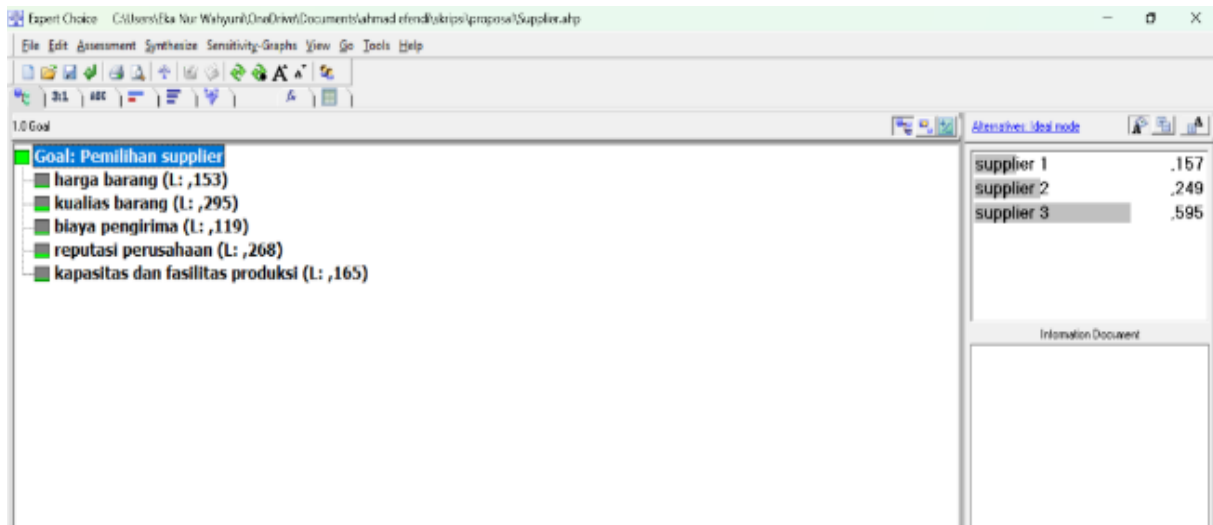 Expert Choice C:\Users\Eka Nur Wahyuni\OneDrive\Documents\ahmad efendi\skripsi\proposal\Supplier.ahp
File Edit Assessment Synthesize Sensitivity-Graphs View Go Tools Help
3:1 ABC
1.0 Goal
Alternatives: Ideal mode
Goal: Pemilihan supplier
harga barang (L: ,153)
kualias barang (L: ,295)
biaya pengirima (L: ,119)
reputasi perusahaan (L: ,268)
kapasitas dan fasilitas produksi (L: ,165)
supplier 1 ,157
supplier 2 ,249
supplier 3 ,595
Information Document